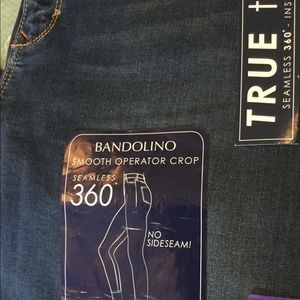 BANDOLINO
SMOOTH OPERATOR CROP
SEAMLESS
360°
NO
SIDESEAM!
TRUE
SEAMLESS 360° - INS